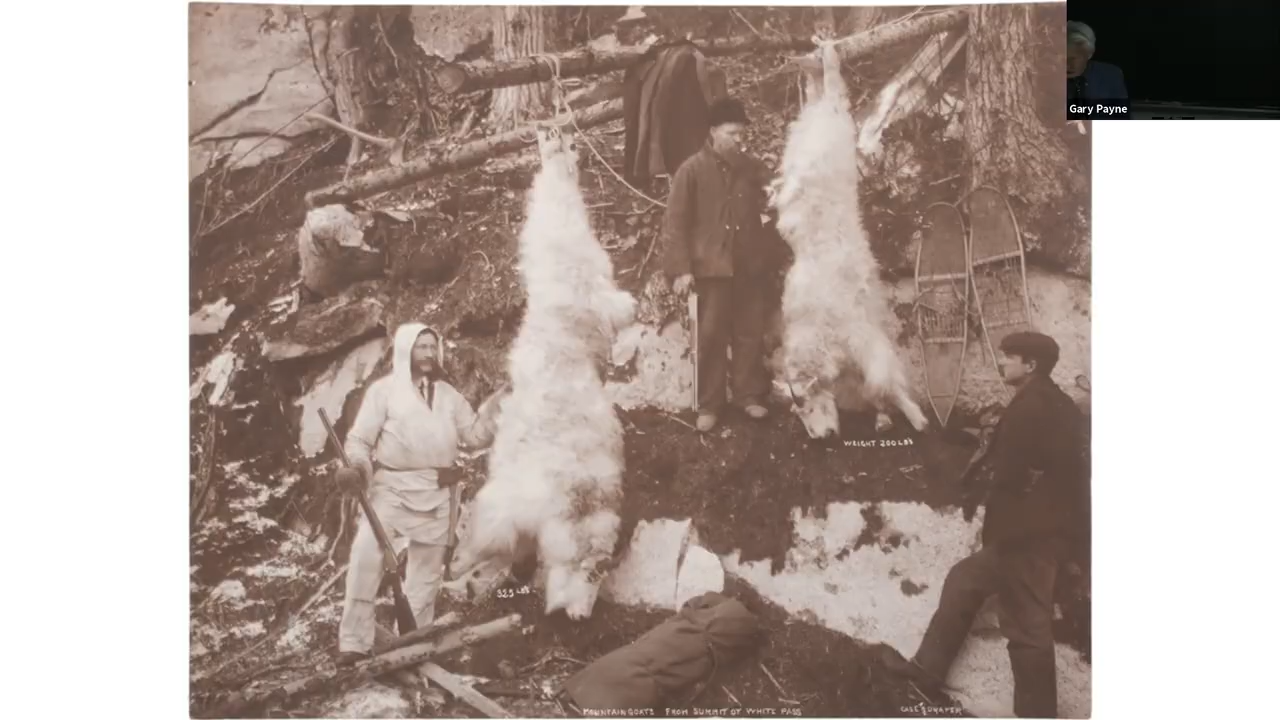 Gary Payne
WEIGHT 200 LBS
325 LBS
MOUNTAIN GOATS FROM SUMMIT OF WHITE PASS
CASE & DRAPER